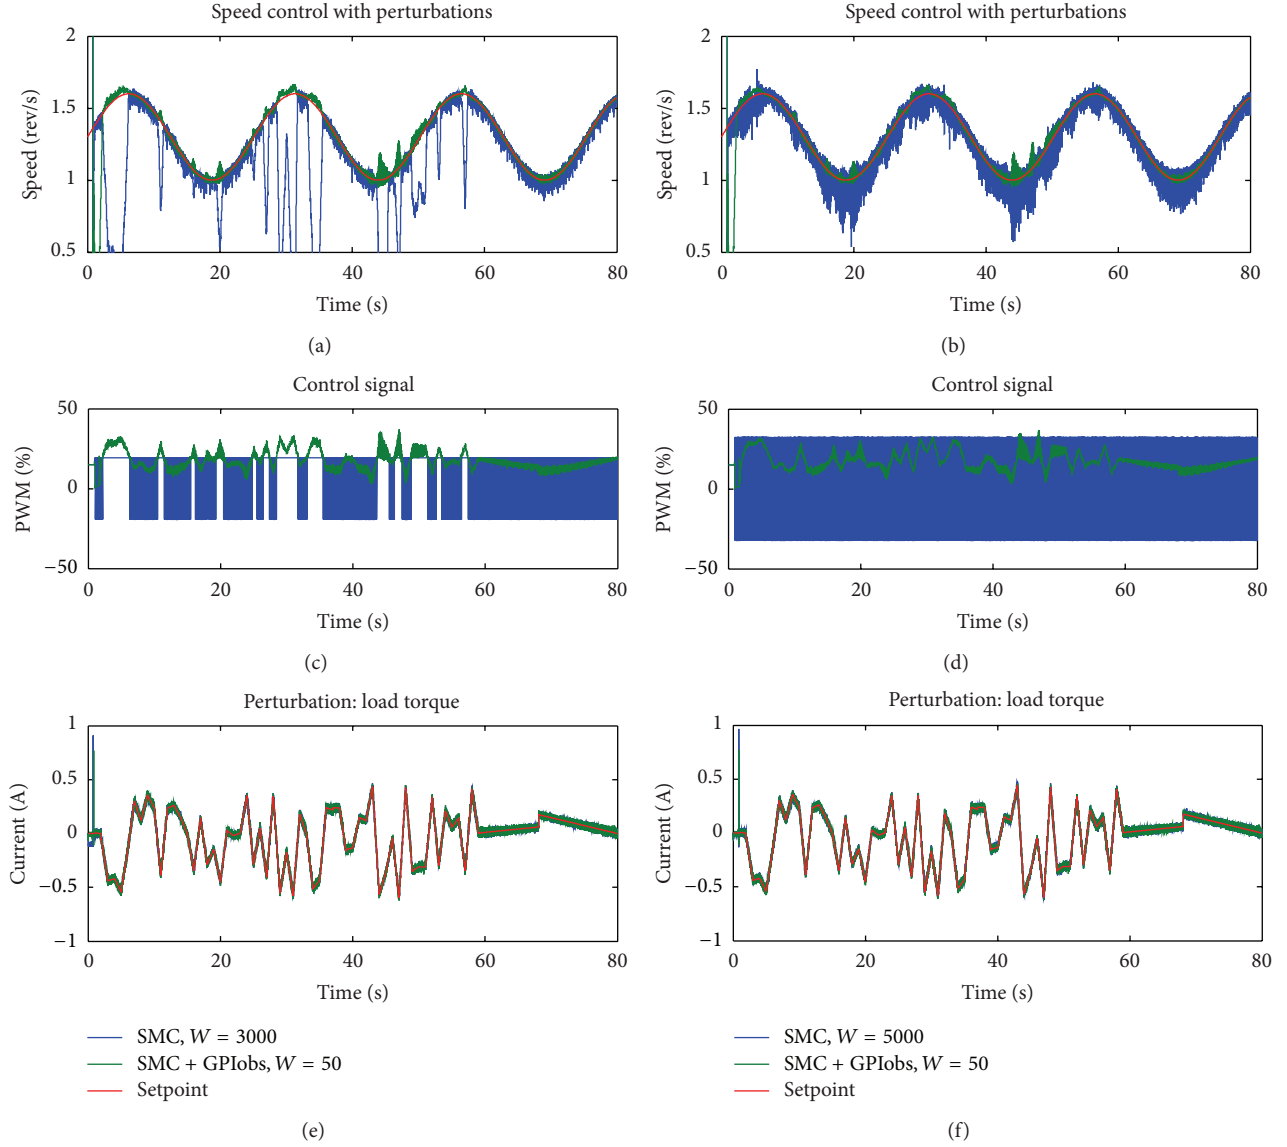 Speed control with perturbations
2
1.5
1
0.5
Speed (rev/s)
0 20 40 60 80
Time (s)
(a)
Speed control with perturbations
2
1.5
1
0.5
Speed (rev/s)
0 20 40 60 80
Time (s)
(b)
Control signal
50
0
−50
PWM (%)
0 20 40 60 80
Time (s)
(c)
Control signal
50
0
−50
PWM (%)
0 20 40 60 80
Time (s)
(d)
Perturbation: load torque
1
0.5
0
−0.5
−1
Current (A)
0 20 40 60 80
Time (s)
SMC, W = 3000
SMC + GPIobs, W = 50
Setpoint
(e)
Perturbation: load torque
1
0.5
0
−0.5
−1
Current (A)
0 20 40 60 80
Time (s)
SMC, W = 5000
SMC + GPIobs, W = 50
Setpoint
(f)